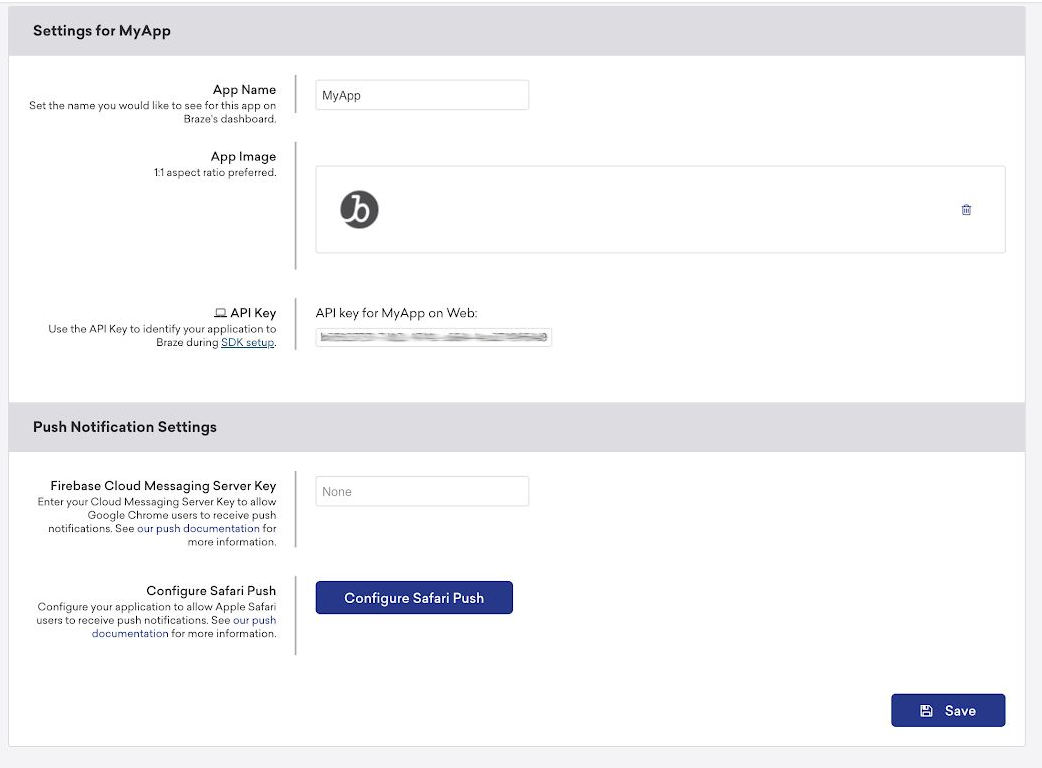 Settings for MyApp
App Name
Set the name you would like to see for this app on
Braze's dashboard.
MyApp
App Image
1:1 aspect ratio preferred.
b
API Key
Use the API Key to identify your application to
Braze during SDK setup.
API key for MyApp on Web:
Push Notification Settings
Firebase Cloud Messaging Server Key
Enter your Cloud Messaging Server Key to allow
Google Chrome users to receive push
notifications. See our push documentation for
more information.
None
Configure Safari Push
Configure your application to allow Apple Safari
users to receive push notifications. See our push
documentation for more information.
Configure Safari Push
Save